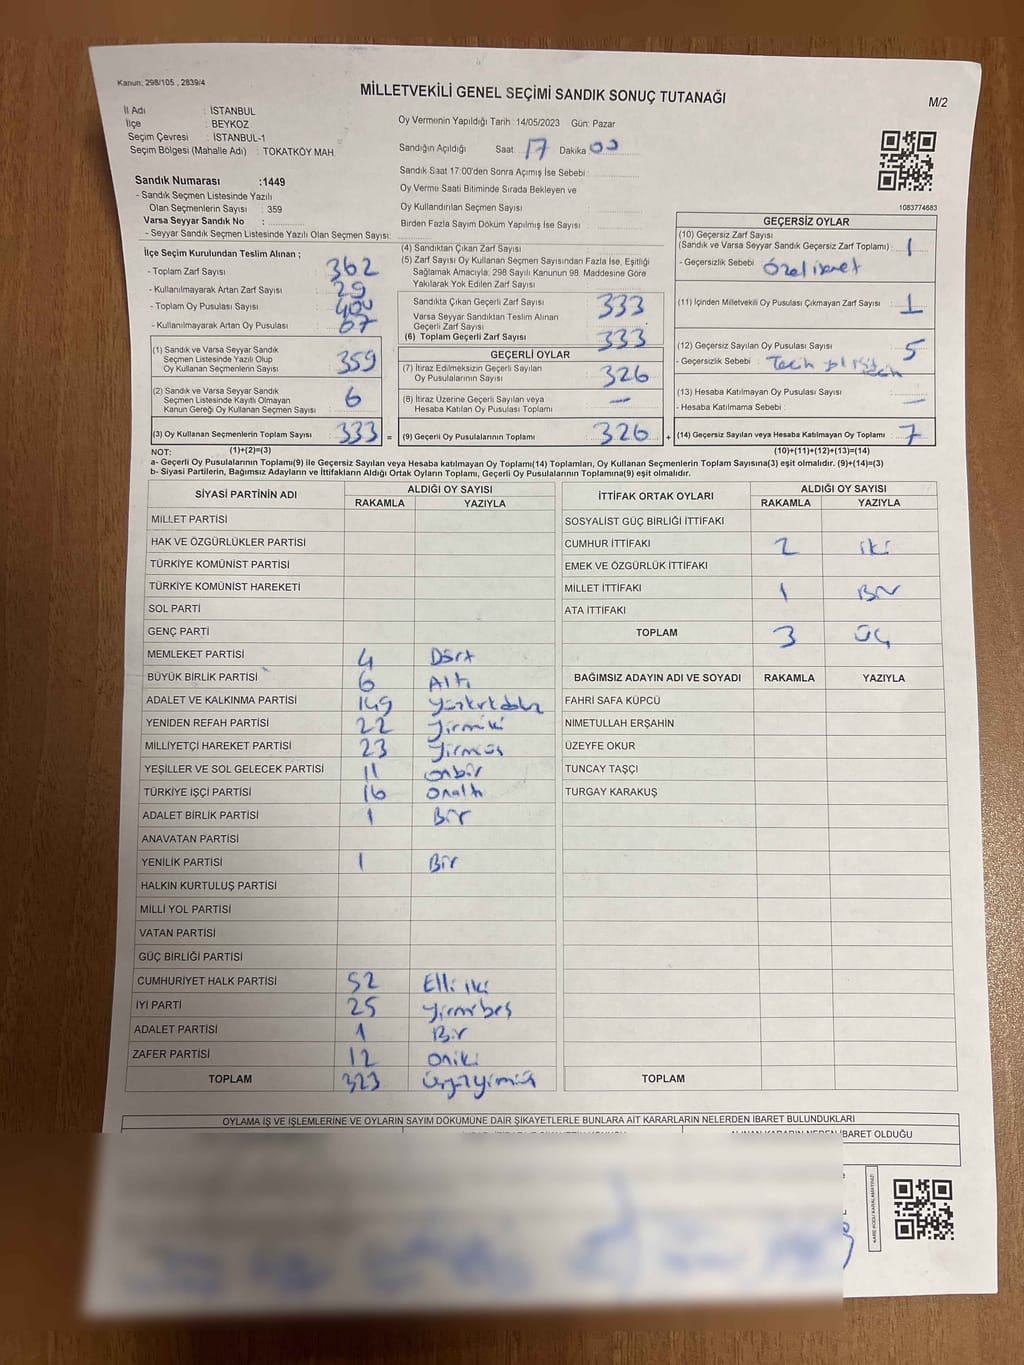 Kanun: 298/105 , 2839/4
MİLLETVEKİLİ GENEL SEÇİMİ SANDIK SONUÇ TUTANAĞI
M/2
İl Adı : İSTANBUL
İlçe : BEYKOZ
Seçim Çevresi : İSTANBUL-1
Seçim Bölgesi (Mahalle Adı) : TOKATKÖY MAH.
Oy Vermenin Yapıldığı Tarih :14/05/2023 Gün: Pazar
Sandığın Açıldığı Saat: 17 Dakika 00
Sandık Saat 17:00'den Sonra Açımış İse Sebebi :
Oy Verme Saati Bitiminde Sırada Bekleyen ve
Oy Kullandırılan Seçmen Sayısı :
Birden Fazla Sayım Döküm Yapılmış İse Sayısı :
Sandık Numarası :1449
- Sandık Seçmen Listesinde Yazılı
Olan Seçmenlerin Sayısı : 359
Varsa Seyyar Sandık No :
- Seyyar Sandık Seçmen Listesinde Yazılı Olan Seçmen Sayısı:
1083774683
İlçe Seçim Kurulundan Teslim Alınan ;
- Toplam Zarf Sayısı 362
- Kullanılmayarak Artan Zarf Sayısı 29
- Toplam Oy Pusulası Sayısı 400
- Kullanılmayarak Artan Oy Pusulası 67
(1) Sandık ve Varsa Seyyar Sandık
Seçmen Listesinde Yazılı Olup
Oy Kullanan Seçmenlerin Sayısı 359
(2) Sandık ve Varsa Seyyar Sandık
Seçmen Listesinde Kayıtlı Olmayan
Kanun Gereği Oy Kullanan Seçmen Sayısı 6
(3) Oy Kullanan Seçmenlerin Toplam Sayısı 333 =
(4) Sandıktan Çıkan Zarf Sayısı :
(5) Zarf Sayısı Oy Kullanan Seçmen Sayısından Fazla İse, Eşitliği
Sağlamak Amacıyla; 298 Sayılı Kanunun 98. Maddesine Göre
Yakılarak Yok Edilen Zarf Sayısı :
Sandıkta Çıkan Geçerli Zarf Sayısı 333
Varsa Seyyar Sandıktan Teslim Alınan
Geçerli Zarf Sayısı
(6) Toplam Geçerli Zarf Sayısı 333
GEÇERLİ OYLAR
(7) İtiraz Edilmeksizin Geçerli Sayılan
Oy Pusulalarının Sayısı 326
(8) İtiraz Üzerine Geçerli Sayılan veya
Hesaba Katılan Oy Pusulası Toplamı —
(9) Geçerli Oy Pusulalarının Toplamı 326 +
GEÇERSİZ OYLAR
(10) Geçersiz Zarf Sayısı
(Sandık ve Varsa Seyyar Sandık Geçersiz Zarf Toplamı) : 1
- Geçersizlik Sebebi : özel işaret
(11) İçinden Milletvekili Oy Pusulası Çıkmayan Zarf Sayısı : 1
(12) Geçersiz Sayılan Oy Pusulası Sayısı : 5
- Geçersizlik Sebebi :
(13) Hesaba Katılmayan Oy Pusulası Sayısı : —
- Hesaba Katılmama Sebebi :
(14) Geçersiz Sayılan veya Hesaba Katılmayan Oy Toplamı : 7
NOT: (1)+(2)=(3) (10)+(11)+(12)+(13)=(14)
a- Geçerli Oy Pusulalarının Toplamı(9) ile Geçersiz Sayılan veya Hesaba katılmayan Oy Toplamı(14) Toplamları, Oy Kullanan Seçmenlerin Toplam Sayısına(3) eşit olmalıdır. (9)+(14)=(3)
b- Siyasi Partilerin, Bağımsız Adayların ve İttifakların Aldığı Ortak Oyların Toplamı, Geçerli Oy Pusulalarının Toplamına(9) eşit olmalıdır.
SİYASİ PARTİNİN ADI ALDIĞI OY SAYISI
RAKAMLA YAZIYLA
MİLLET PARTİSİ
HAK VE ÖZGÜRLÜKLER PARTİSİ
TÜRKİYE KOMÜNİST PARTİSİ
TÜRKİYE KOMÜNİST HAREKETİ
SOL PARTİ
GENÇ PARTİ
MEMLEKET PARTİSİ 4 Dört
BÜYÜK BİRLİK PARTİSİ 6 Altı
ADALET VE KALKINMA PARTİSİ 149 yüzkırkdokuz
YENİDEN REFAH PARTİSİ 22 yirmiiki
MİLLİYETÇİ HAREKET PARTİSİ 23 yirmiüç
YEŞİLLER VE SOL GELECEK PARTİSİ 11 onbir
TÜRKİYE İŞÇİ PARTİSİ 16 onaltı
ADALET BİRLİK PARTİSİ 1 Bir
ANAVATAN PARTİSİ
YENİLİK PARTİSİ 1 Bir
HALKIN KURTULUŞ PARTİSİ
MİLLİ YOL PARTİSİ
VATAN PARTİSİ
GÜÇ BİRLİĞİ PARTİSİ
CUMHURİYET HALK PARTİSİ 52 Elli iki
İYİ PARTİ 25 yirmibeş
ADALET PARTİSİ 1 Bir
ZAFER PARTİSİ 12 oniki
TOPLAM 323 üçyüzyirmiüç
İTTİFAK ORTAK OYLARI ALDIĞI OY SAYISI
RAKAMLA YAZIYLA
SOSYALİST GÜÇ BİRLİĞİ İTTİFAKI
CUMHUR İTTİFAKI 2 iki
EMEK VE ÖZGÜRLÜK İTTİFAKI
MİLLET İTTİFAKI 1 Bir
ATA İTTİFAKI
TOPLAM 3 üç
BAĞIMSIZ ADAYIN ADI VE SOYADI RAKAMLA YAZIYLA
FAHRİ SAFA KÜPCÜ
NİMETULLAH ERŞAHİN
ÜZEYFE OKUR
TUNCAY TAŞÇI
TURGAY KARAKUŞ
TOPLAM
OYLAMA İŞ VE İŞLEMLERİNE VE OYLARIN SAYIM DÖKÜMÜNE DAİR ŞİKAYETLERLE BUNLARA AİT KARARLARIN NELERDEN İBARET BULUNDUKLARI
ALINAN KARARIN NEDEN İBARET OLDUĞU